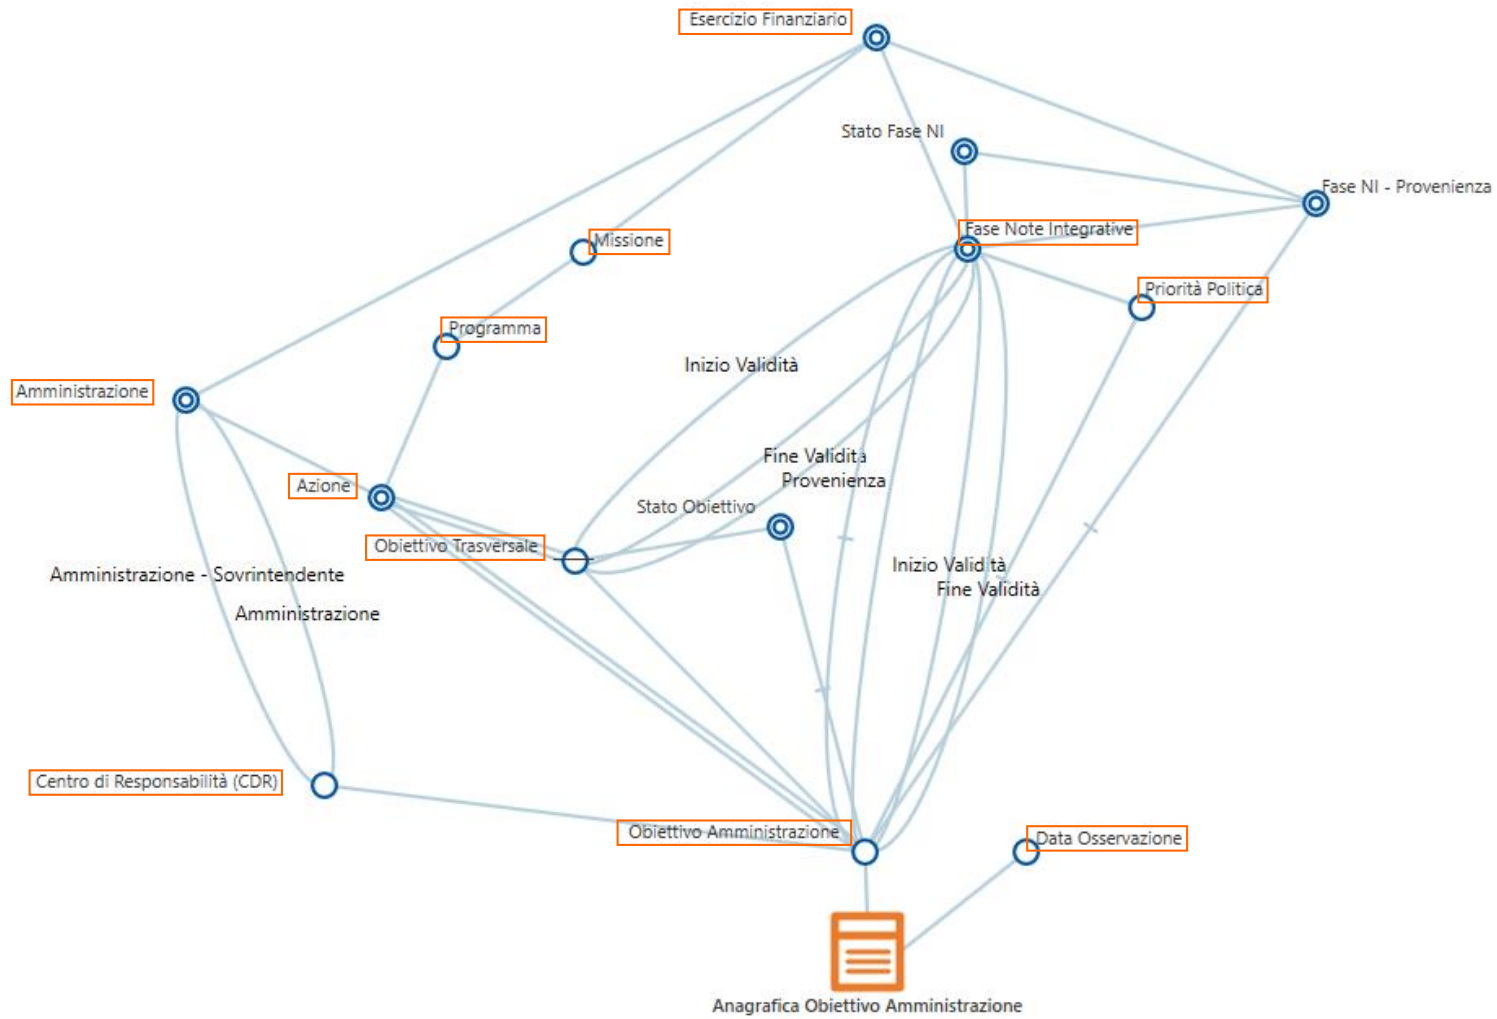 Esercizio Finanziario
Stato Fase NI
Fase NI - Provenienza
Fase Note Integrative
Missione
Priorità Politica
Programma
Inizio Validità
Amministrazione
Fine Validità
Provenienza
Azione
Stato Obiettivo
Obiettivo Trasversale
Inizio Validità
Fine Validità
Amministrazione - Sovrintendente
Amministrazione
Centro di Responsabilità (CDR)
Obiettivo Amministrazione
Data Osservazione
Anagrafica Obiettivo Amministrazione